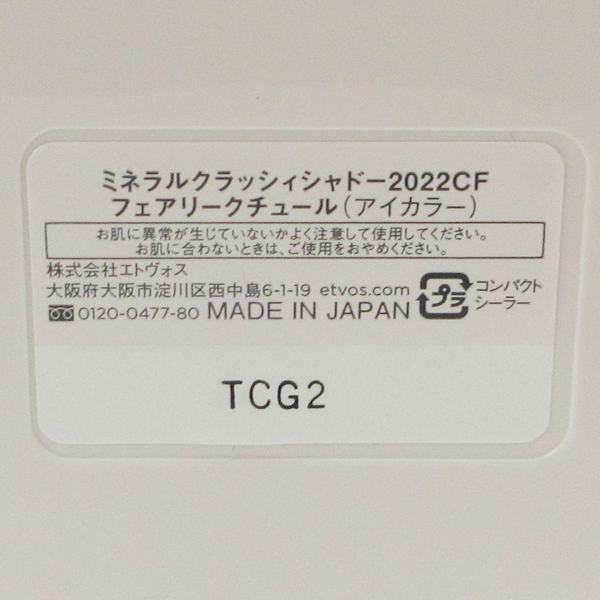 ミネラルクラッシィシャドー2022CF
フェアリークチュール(アイカラー)
お肌に異常が生じていないかよく注意して使用してください。
お肌に合わないときは、ご使用をおやめください。
株式会社エトヴォス
大阪府大阪市淀川区西中島6-1-19 etvos.com
0120-0477-80 MADE IN JAPAN
プラ
コンパクト
シーラー
TCG2